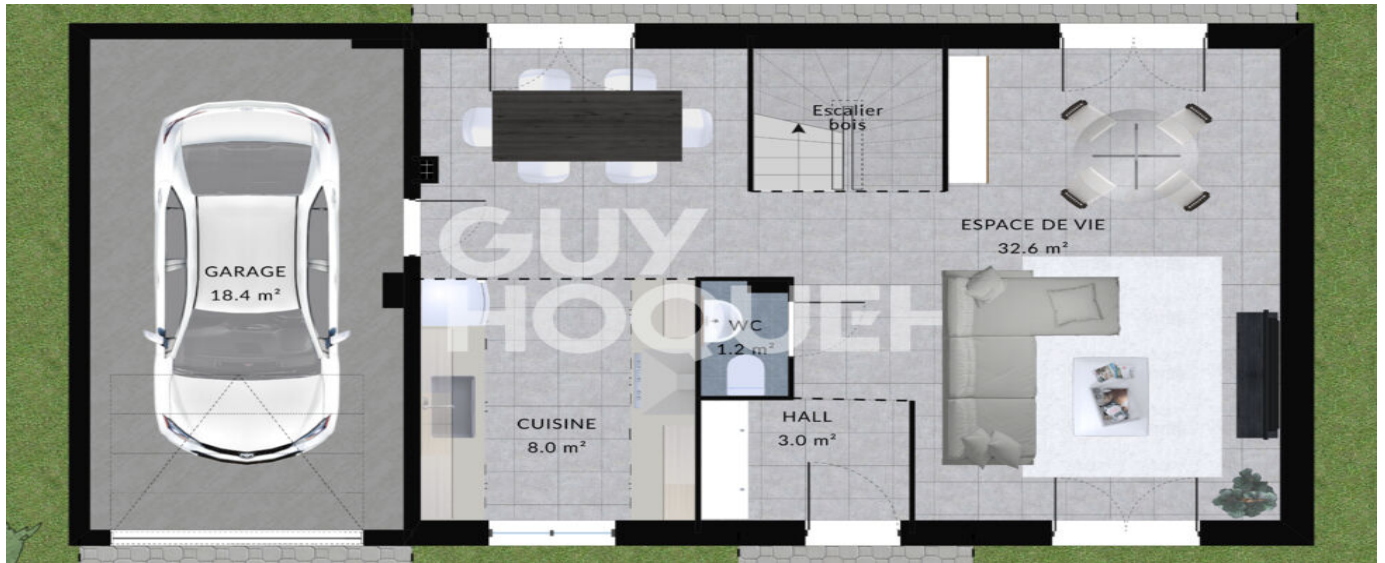 Escalier
bois
ESPACE DE VIE
32.6 m²
GUY
HOQUET
GARAGE
18.4 m²
WC
1.2 m²
CUISINE
8.0 m²
HALL
3.0 m²